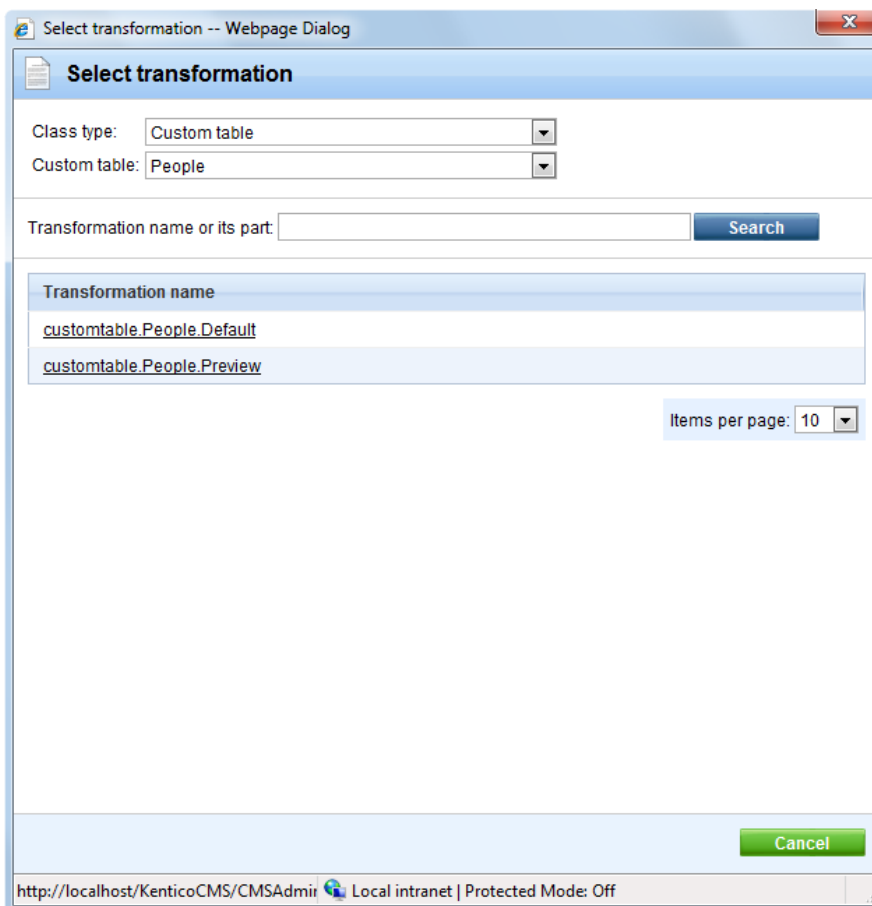 Select transformation -- Webpage Dialog
Select transformation
Class type: Custom table
Custom table: People
Transformation name or its part: Search
Transformation name
customtable.People.Default
customtable.People.Preview
Items per page: 10
Cancel
http://localhost/KenticoCMS/CMSAdmir Local intranet | Protected Mode: Off